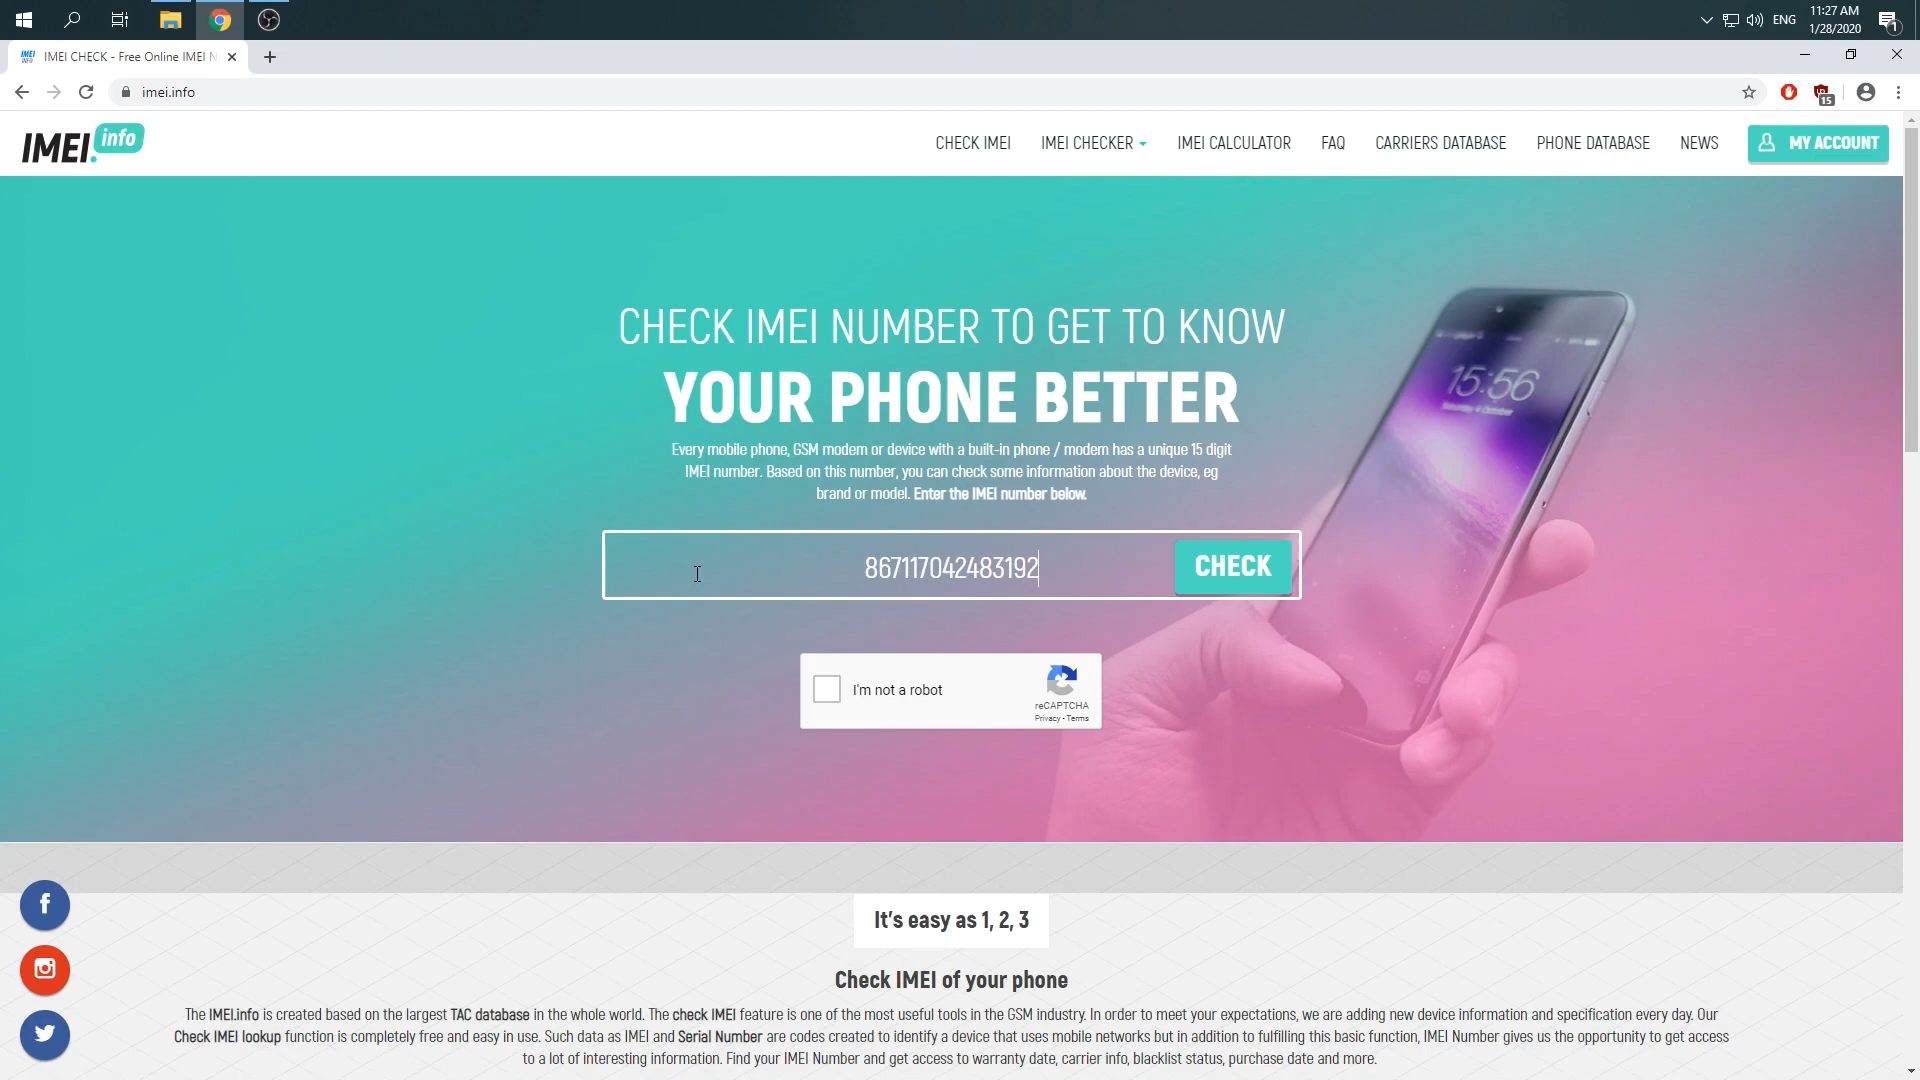 11:27 AM
ENG
1/28/2020
1
IMEI INFO
IMEI CHECK - Free Online IMEI N
imei.info
15
IMEI.info
CHECK IMEI
IMEI CHECKER
IMEI CALCULATOR
FAQ
CARRIERS DATABASE
PHONE DATABASE
NEWS
MY ACCOUNT
CHECK IMEI NUMBER TO GET TO KNOW
YOUR PHONE BETTER
Every mobile phone, GSM modem or device with a built-in phone / modem has a unique 15 digit
IMEI number. Based on this number, you can check some information about the device, eg
brand or model. Enter the IMEI number below.
867117042483192
CHECK
15:56
Saturday 4 October
I'm not a robot
reCAPTCHA
Privacy - Terms
It's easy as 1, 2, 3
Check IMEI of your phone
The IMEI.info is created based on the largest TAC database in the whole world. The check IMEI feature is one of the most useful tools in the GSM industry. In order to meet your expectations, we are adding new device information and specification every day. Our
Check IMEI lookup function is completely free and easy in use. Such data as IMEI and Serial Number are codes created to identify a device that uses mobile networks but in addition to fulfilling this basic function, IMEI Number gives us the opportunity to get access
to a lot of interesting information. Find your IMEI Number and get access to warranty date, carrier info, blacklist status, purchase date and more.